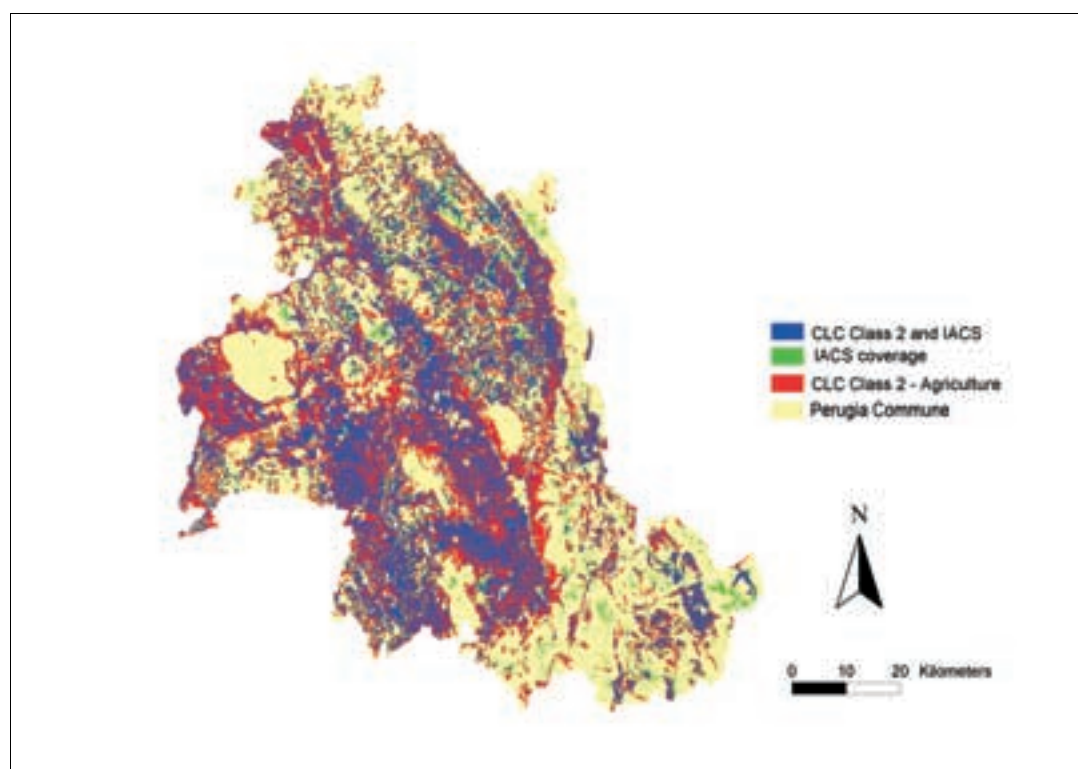 CLC Class 2 and IACS
IACS coverage
CLC Class 2 - Agriculture
Perugia Commune
N
0 10 20 Kilometers